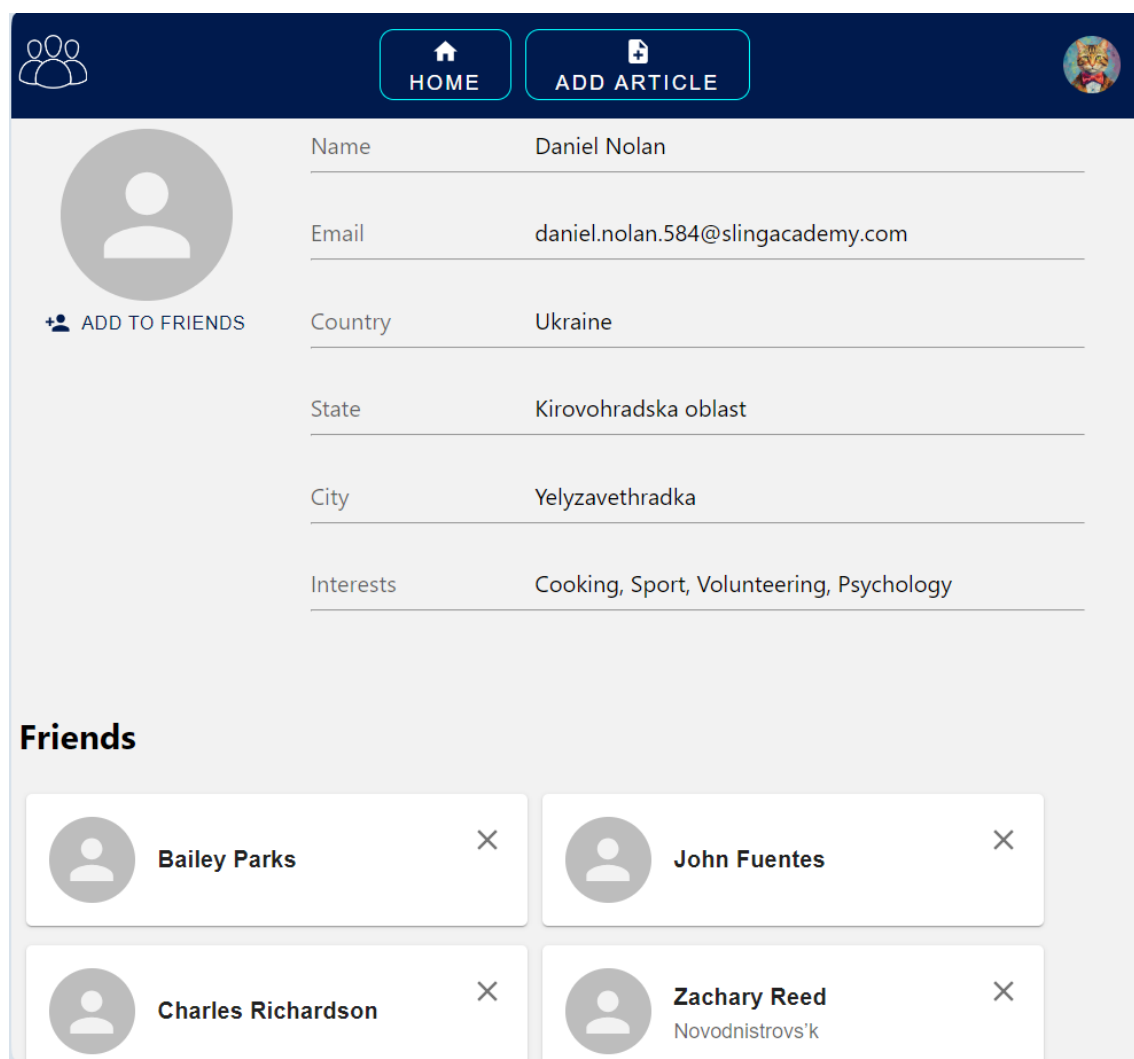 HOME
ADD ARTICLE
Name Daniel Nolan
Email daniel.nolan.584@slingacademy.com
ADD TO FRIENDS
Country Ukraine
State Kirovohradska oblast
City Yelyzavethradka
Interests Cooking, Sport, Volunteering, Psychology
Friends
Bailey Parks
John Fuentes
Charles Richardson
Zachary Reed
Novodnistrovs’k